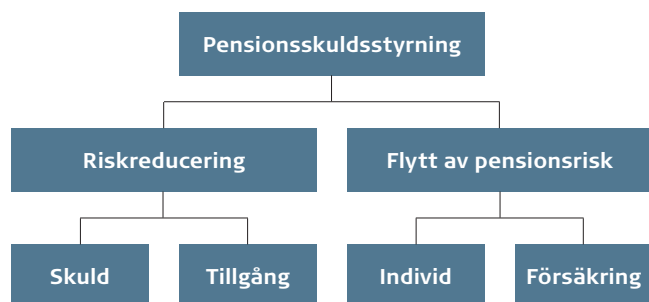 Pensionsskuldsstyrning
Riskreducering
Flytt av pensionsrisk
Skuld
Tillgång
Individ
Försäkring